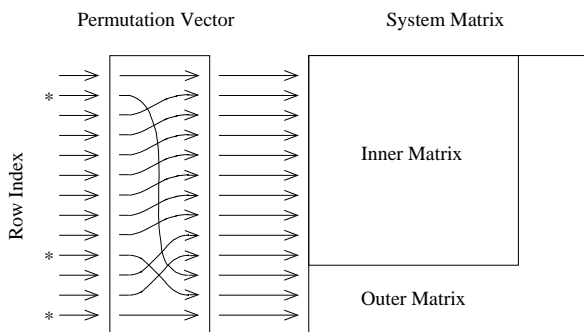 Permutation Vector
System Matrix
*
Inner Matrix
Row Index
*
Outer Matrix
*